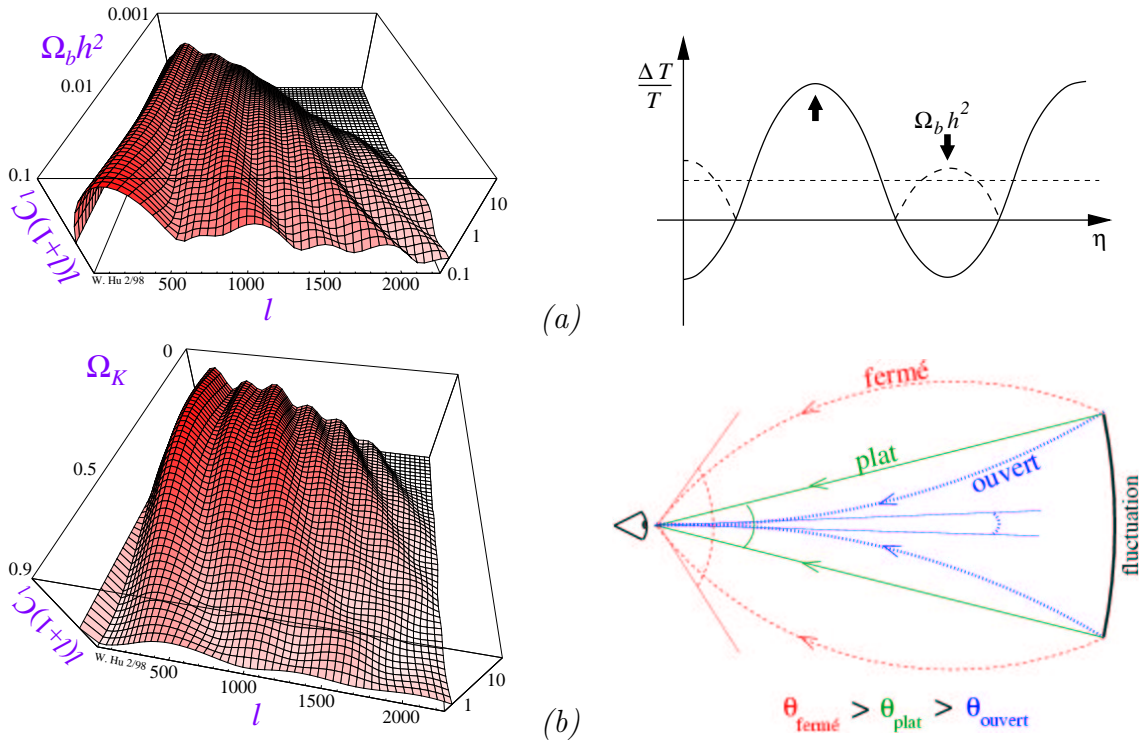 0.001
Ω_b h²
0.01
0.1
l(l+1)C_l
W. Hu 2/98
500
1000
1500
2000
l
10
1
0.1
(a)
ΔT
T
Ω_b h²
η
0
Ω_K
0.5
0.9
l(l+1)C_l
W. Hu 2/98
500
1000
1500
2000
l
10
1
(b)
fermé
plat
ouvert
fluctuation
θ_fermé > θ_plat > θ_ouvert